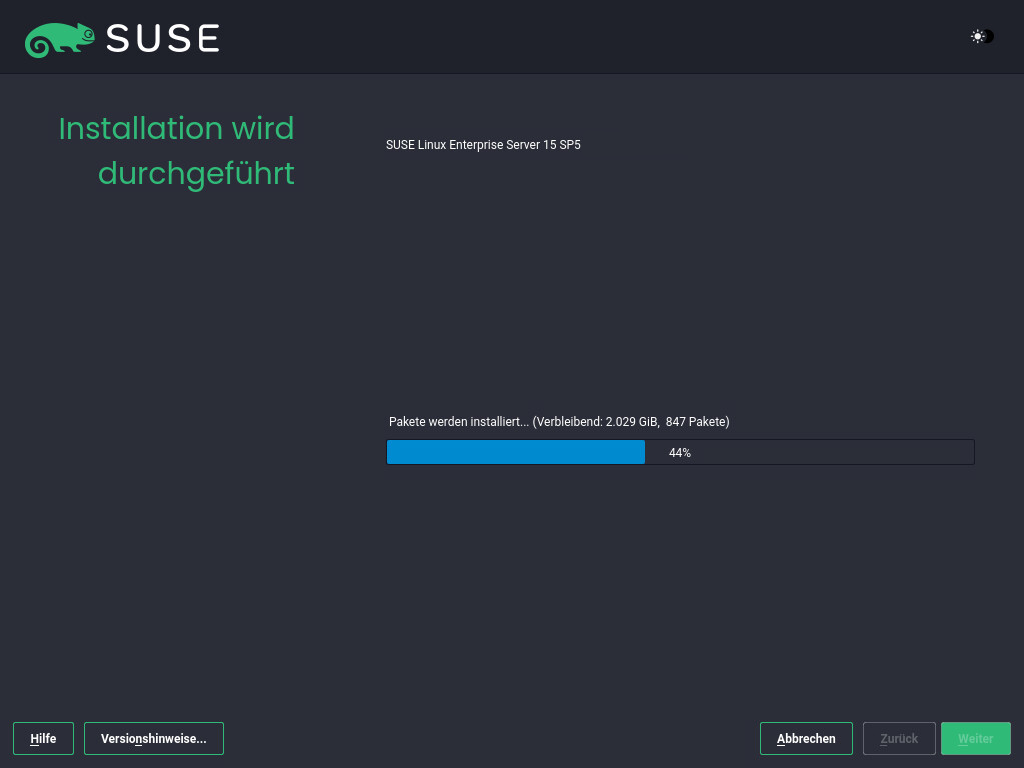 SUSE
Installation wird
durchgeführt
SUSE Linux Enterprise Server 15 SP5
Pakete werden installiert... (Verbleibend: 2.029 GiB,  847 Pakete)
44%
Hilfe
Versionshinweise...
Abbrechen
Zurück
Weiter